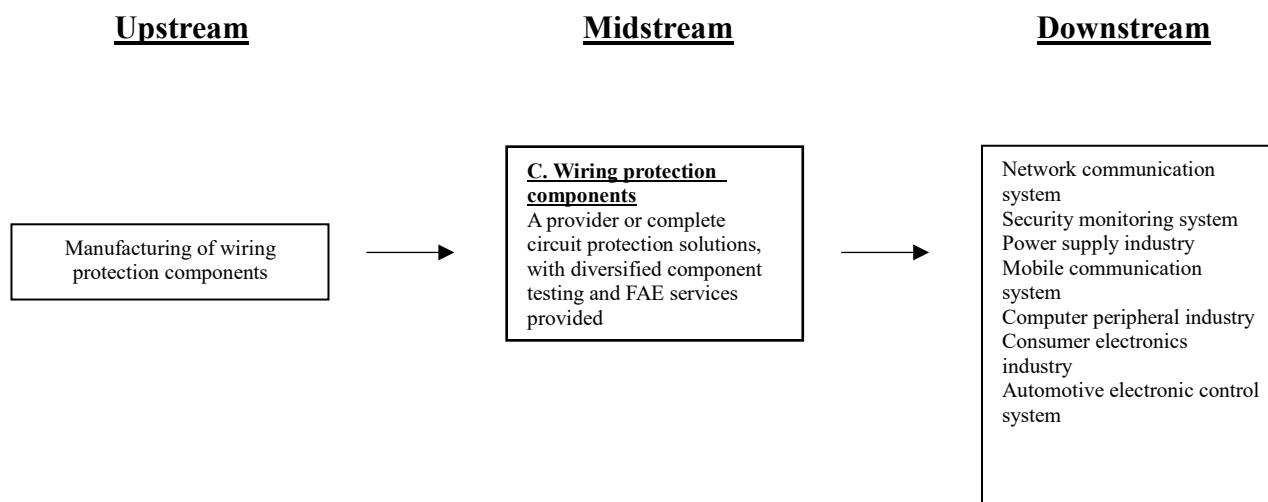 Upstream
Midstream
Downstream
Manufacturing of wiring
protection components
C. Wiring protection
components
A provider or complete
circuit protection solutions,
with diversified component
testing and FAE services
provided
Network communication
system
Security monitoring system
Power supply industry
Mobile communication
system
Computer peripheral industry
Consumer electronics
industry
Automotive electronic control
system